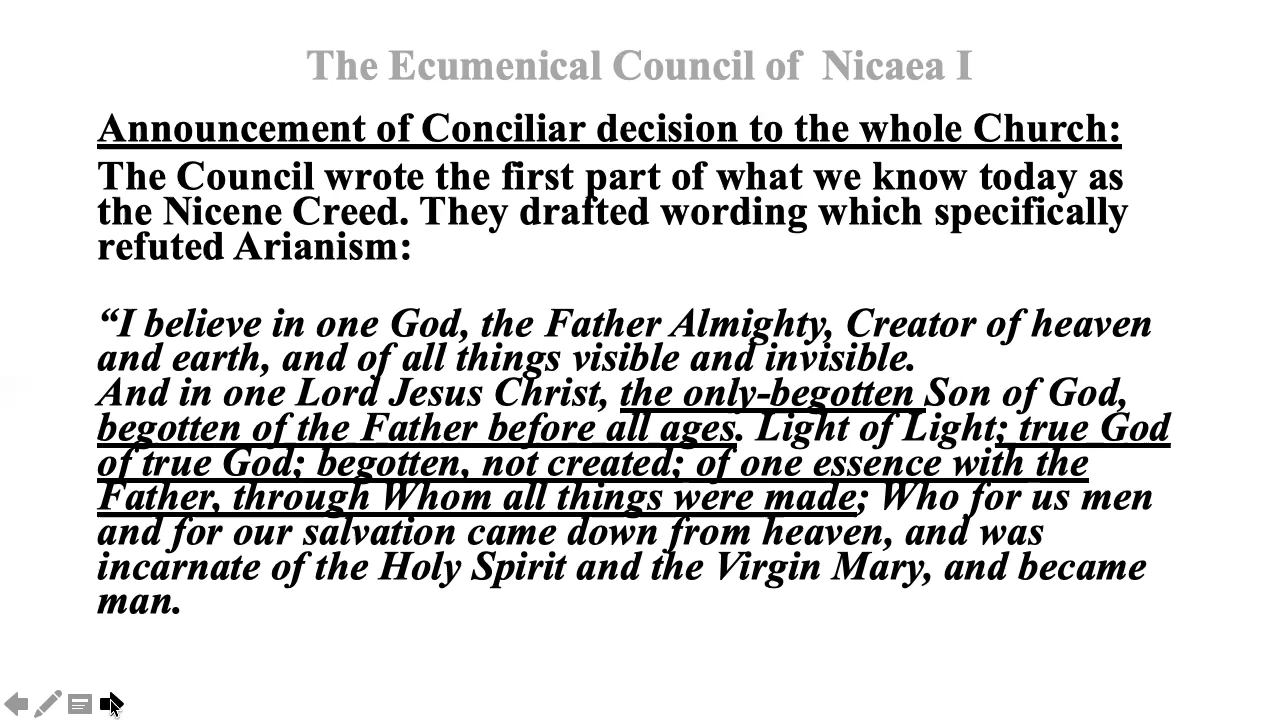 The Ecumenical Council of  Nicaea I
Announcement of Conciliar decision to the whole Church:
The Council wrote the first part of what we know today as
the Nicene Creed. They drafted wording which specifically
refuted Arianism:
“I believe in one God, the Father Almighty, Creator of heaven
and earth, and of all things visible and invisible.
And in one Lord Jesus Christ, the only-begotten Son of God,
begotten of the Father before all ages. Light of Light; true God
of true God; begotten, not created; of one essence with the
Father, through Whom all things were made; Who for us men
and for our salvation came down from heaven, and was
incarnate of the Holy Spirit and the Virgin Mary, and became
man.